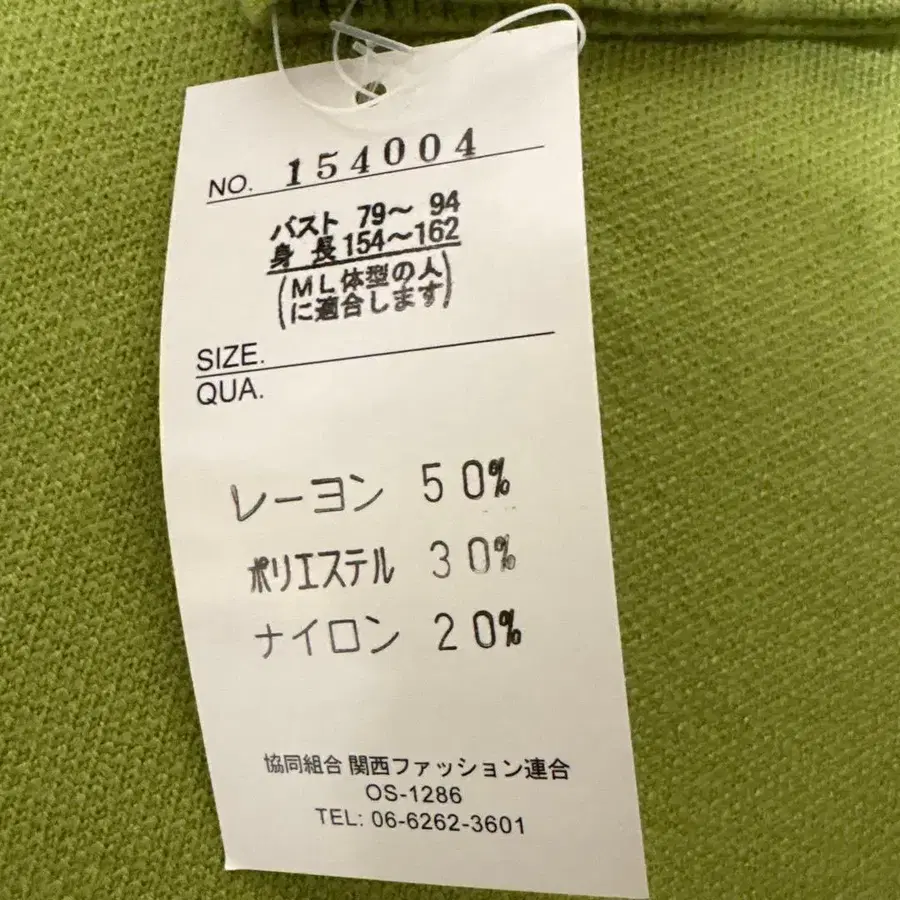 NO. 154004
バスト 79～ 94
身 長 154～162
(ML体型の人
に適合します)
SIZE.
QUA.
レーヨン 50%
ポリエステル 30%
ナイロン 20%
協同組合 関西ファッション連合
OS-1286
TEL: 06-6262-3601